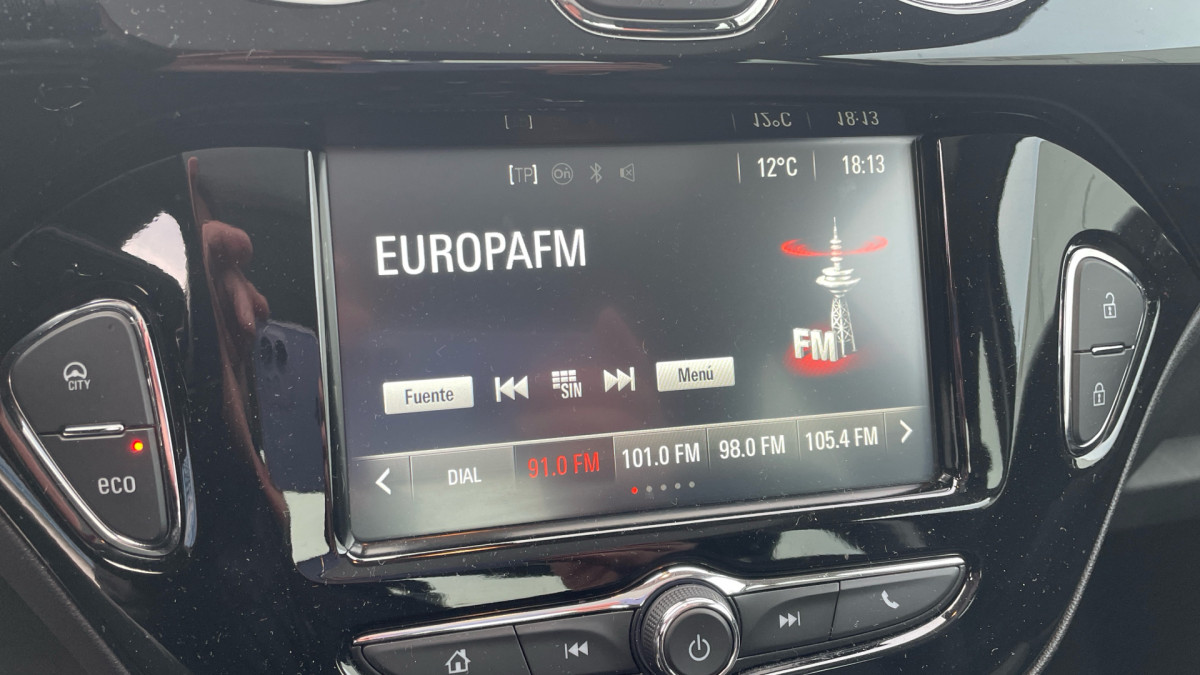 [TP] On 12°C 18:13
EUROPAFM
FM
Fuente SIN Menú
DIAL 91.0 FM 101.0 FM 98.0 FM 105.4 FM
CITY
eco